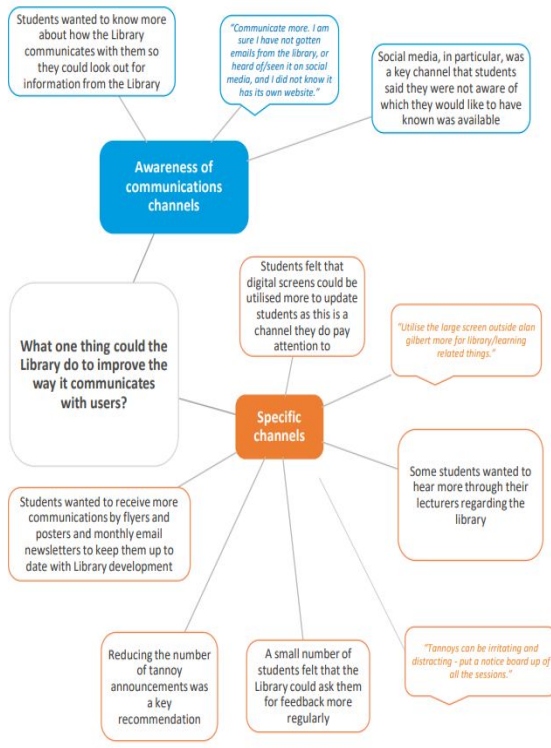 Students wanted to know more
about how the Library
communicates with them so
they could look out for
information from the Library
"Communicate more. I am
sure I have not gotten
emails from the library, or
heard of/seen it on social
media, and I did not know it
has its own website."
Social media, in particular, was
a key channel that students
said they were not aware of
which they would like to have
known was available
Awareness of
communications
channels
What one thing could the
Library do to improve the
way it communicates
with users?
Students felt that
digital screens could be
utilised more to update
students as this is a
channel they do pay
attention to
"Utilise the large screen outside alan
gilbert more for library/learning
related things."
Specific
channels
Some students wanted to
hear more through their
lecturers regarding the
library
Students wanted to receive more
communications by flyers and
posters and monthly email
newsletters to keep them up to
date with Library development
Reducing the number
of tannoy
announcements was
a key
recommendation
A small number of
students felt that the
Library could ask them
for feedback more
regularly
"Tannoys can be irritating and
distracting - put a notice board up of
all the sessions."